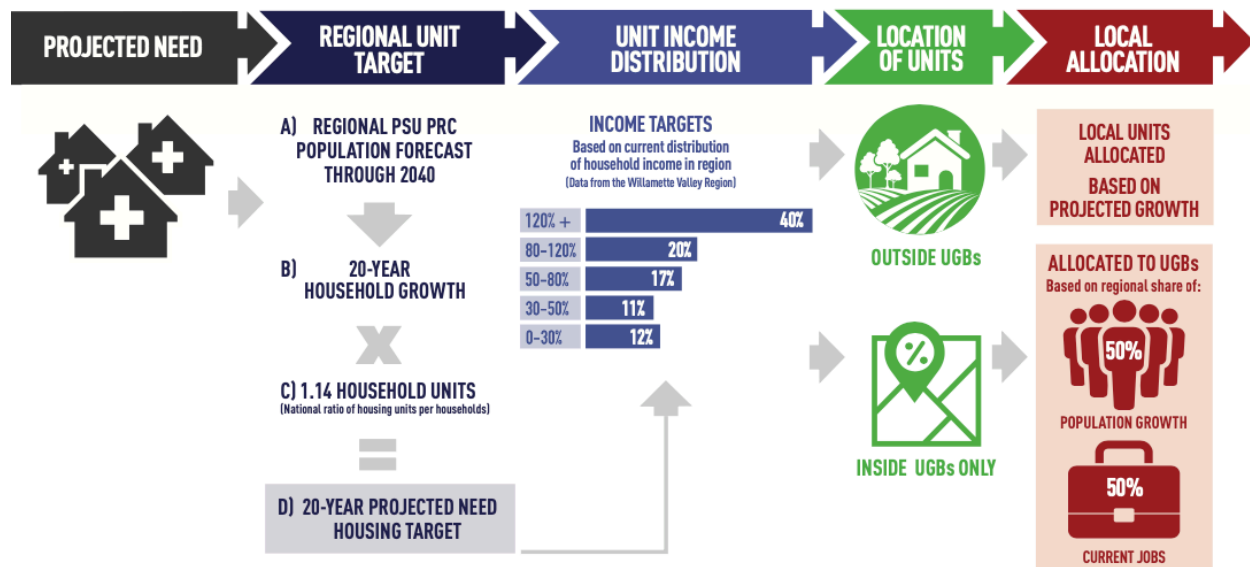 PROJECTED NEED
REGIONAL UNIT
TARGET
UNIT INCOME
DISTRIBUTION
LOCATION
OF UNITS
LOCAL
ALLOCATION
A) REGIONAL PSU PRC
POPULATION FORECAST
THROUGH 2040
B) 20-YEAR
HOUSEHOLD GROWTH
C) 1.14 HOUSEHOLD UNITS
(National ratio of housing units per households)
D) 20-YEAR PROJECTED NEED
HOUSING TARGET
INCOME TARGETS
Based on current distribution
of household income in region
(Data from the Willamette Valley Region)
120% + 40%
80-120% 20%
50-80% 17%
30-50% 11%
0-30% 12%
OUTSIDE UGBs
%
INSIDE UGBs ONLY
LOCAL UNITS
ALLOCATED
BASED ON
PROJECTED GROWTH
ALLOCATED TO UGBs
Based on regional share of:
50%
POPULATION GROWTH
50%
CURRENT JOBS